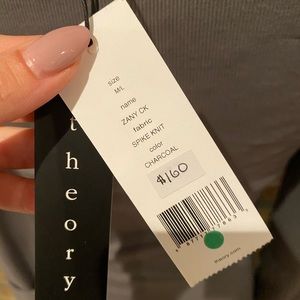 theory
size
M/L
name
ZANY CK
fabric
SPIKE KNIT
color
CHARCOAL
$160
theory.com